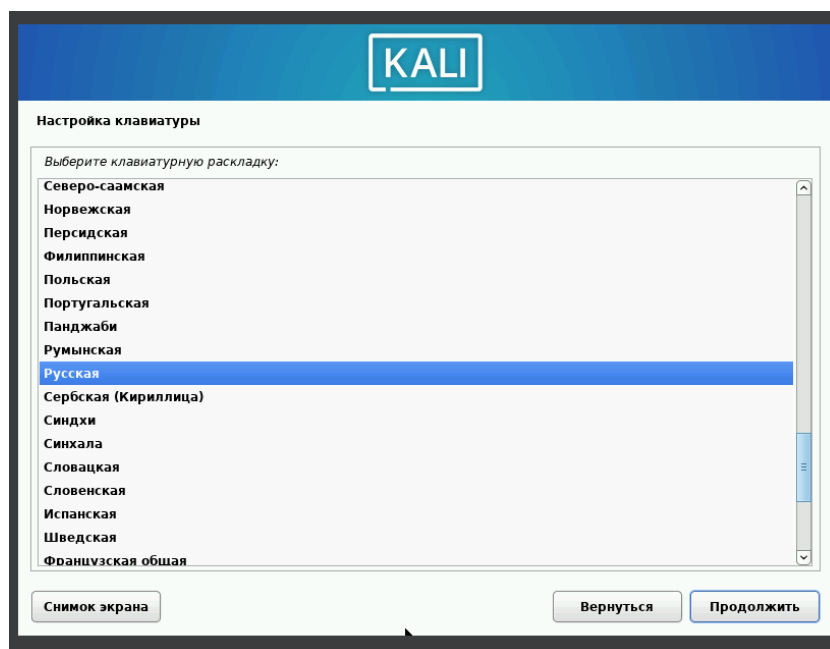 KALI
Настройка клавиатуры
Выберите клавиатурную раскладку:
Северо-саамская
Норвежская
Персидская
Филиппинская
Польская
Португальская
Панджаби
Румынская
Русская
Сербская (Кириллица)
Синдхи
Синхала
Словацкая
Словенская
Испанская
Шведская
Французская общая
Снимок экрана Вернуться Продолжить